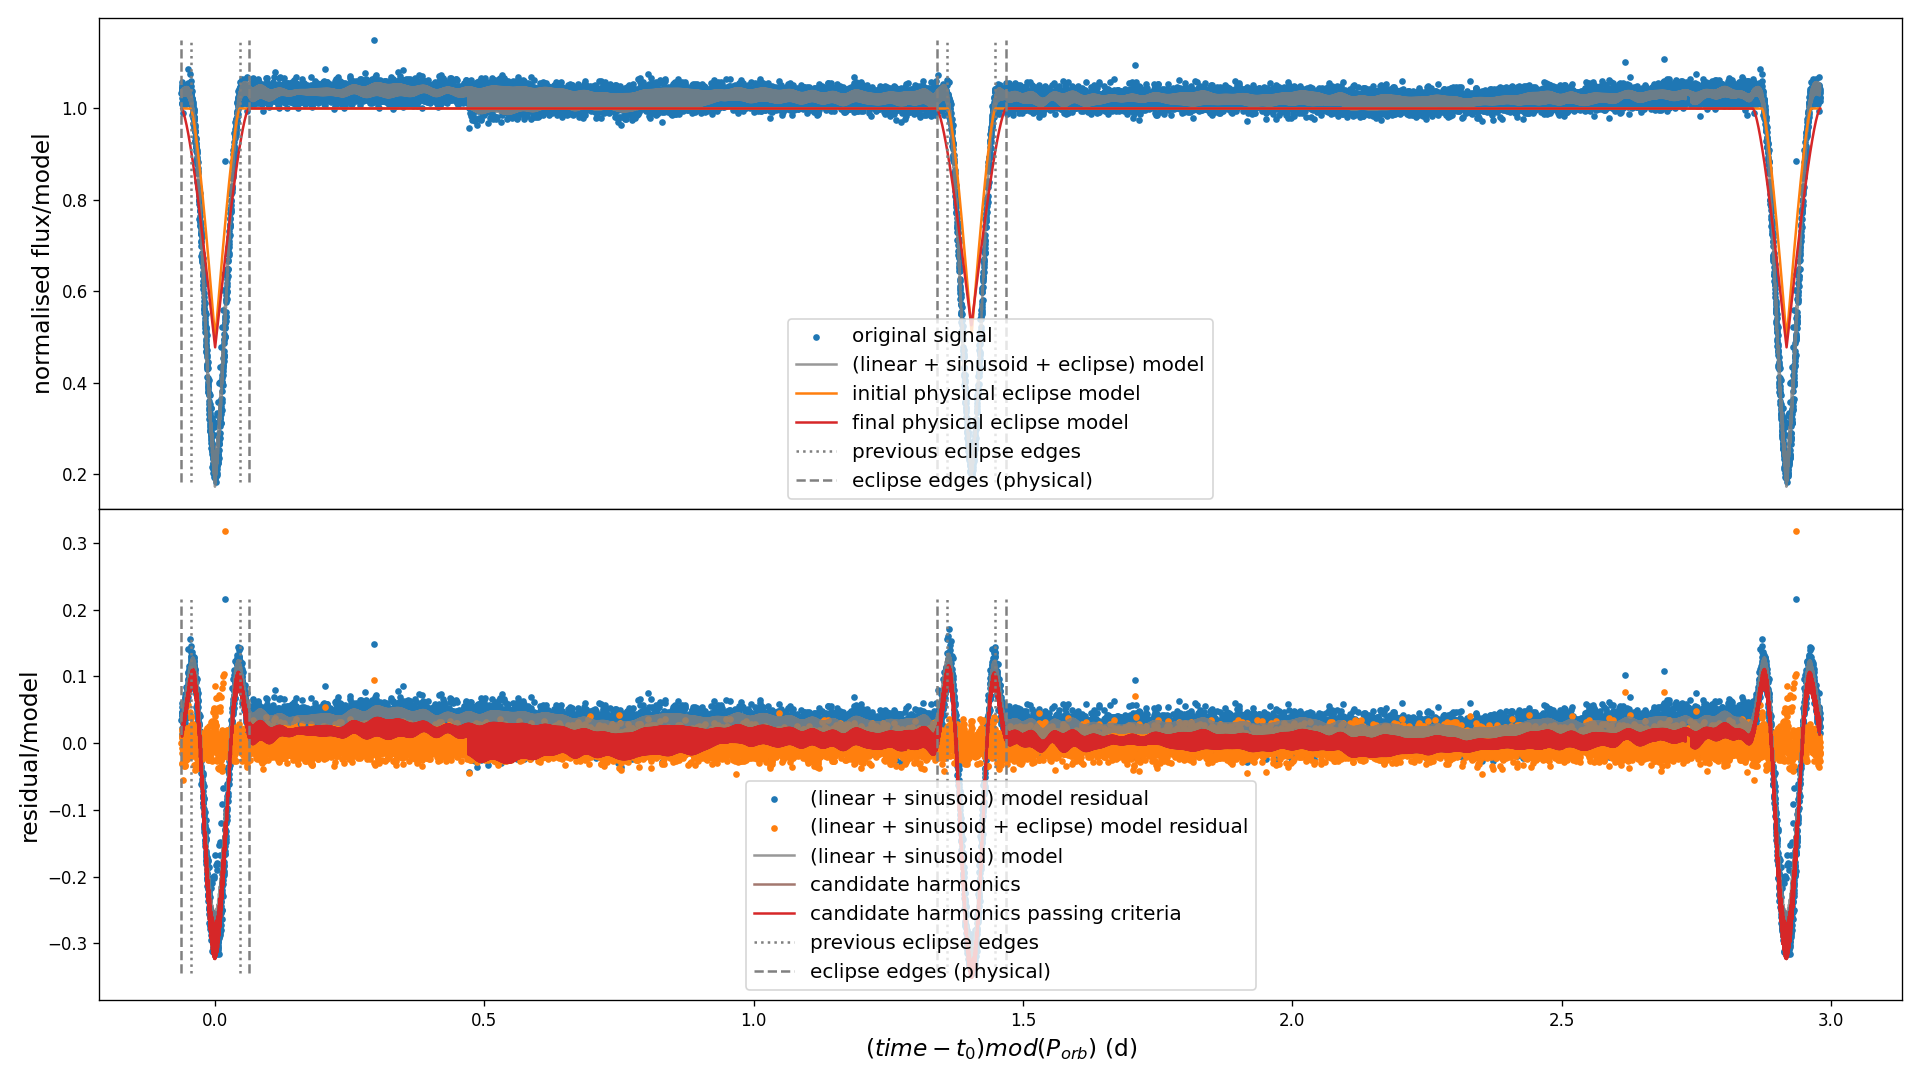 normalised flux/model
1.0
0.8
0.6
0.4
0.2
original signal
(linear + sinusoid + eclipse) model
initial physical eclipse model
final physical eclipse model
previous eclipse edges
eclipse edges (physical)
residual/model
0.3
0.2
0.1
0.0
−0.1
−0.2
−0.3
(linear + sinusoid) model residual
(linear + sinusoid + eclipse) model residual
(linear + sinusoid) model
candidate harmonics
candidate harmonics passing criteria
previous eclipse edges
eclipse edges (physical)
0.0 0.5 1.0 1.5 2.0 2.5 3.0
(time − t₀)mod(P_orb) (d)